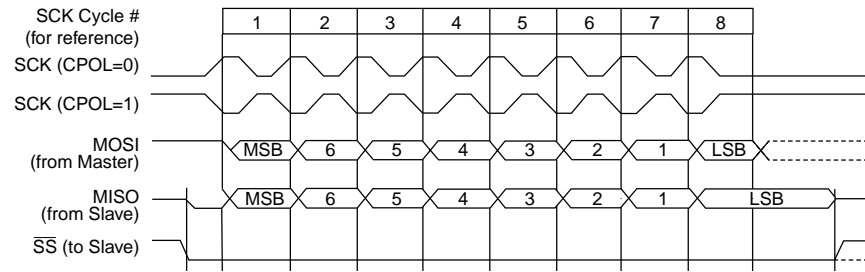 SCK Cycle #
(for reference)
1 2 3 4 5 6 7 8
SCK (CPOL=0)
SCK (CPOL=1)
MOSI
(from Master)
MSB 6 5 4 3 2 1 LSB
MISO
(from Slave)
MSB 6 5 4 3 2 1 LSB
SS (to Slave)